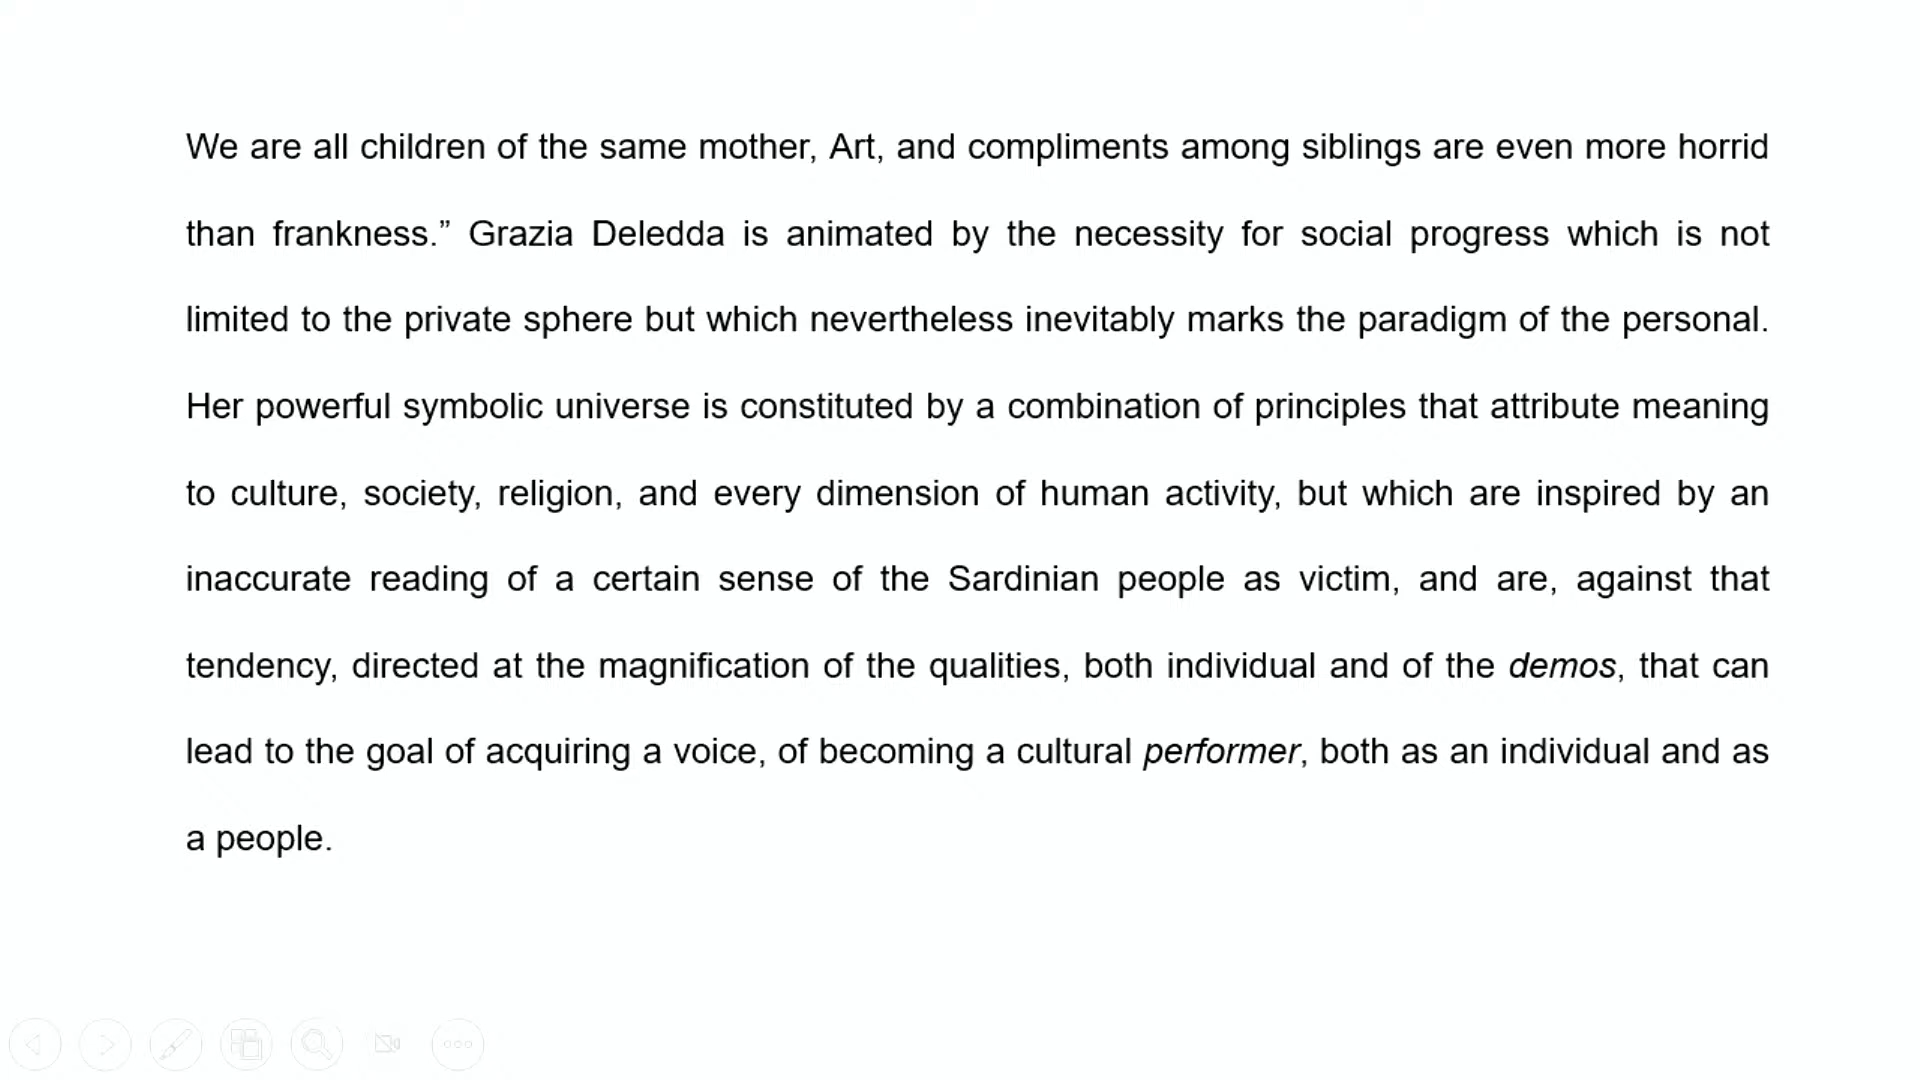 We are all children of the same mother, Art, and compliments among siblings are even more horrid
than frankness.” Grazia Deledda is animated by the necessity for social progress which is not
limited to the private sphere but which nevertheless inevitably marks the paradigm of the personal.
Her powerful symbolic universe is constituted by a combination of principles that attribute meaning
to culture, society, religion, and every dimension of human activity, but which are inspired by an
inaccurate reading of a certain sense of the Sardinian people as victim, and are, against that
tendency, directed at the magnification of the qualities, both individual and of the demos, that can
lead to the goal of acquiring a voice, of becoming a cultural performer, both as an individual and as
a people.